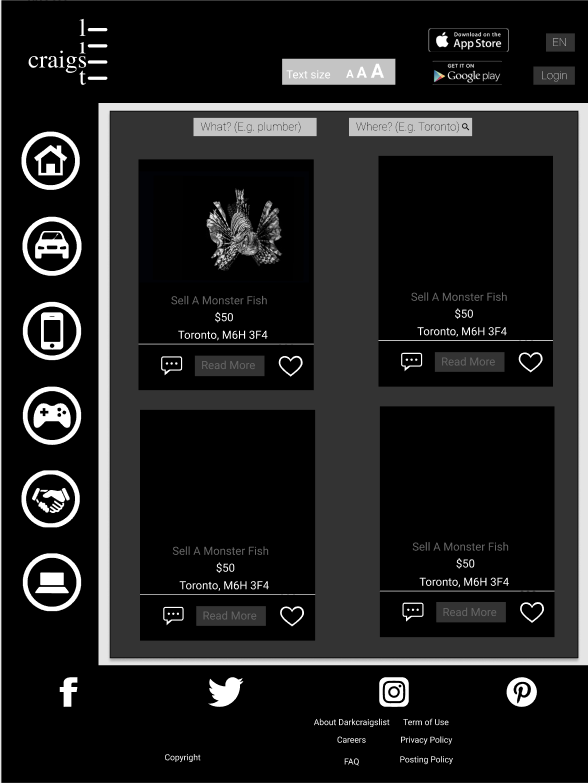 craigslist
Download on the
App Store
EN
Text size A A A
GET IT ON
Google play
Login
What? (E.g. plumber)
Where? (E.g. Toronto)
Sell A Monster Fish
$50
Toronto, M6H 3F4
Read More
Sell A Monster Fish
$50
Toronto, M6H 3F4
Read More
Sell A Monster Fish
$50
Toronto, M6H 3F4
Read More
Sell A Monster Fish
$50
Toronto, M6H 3F4
Read More
About Darkcraigslist Term of Use
Careers Privacy Policy
Copyright
FAQ Posting Policy